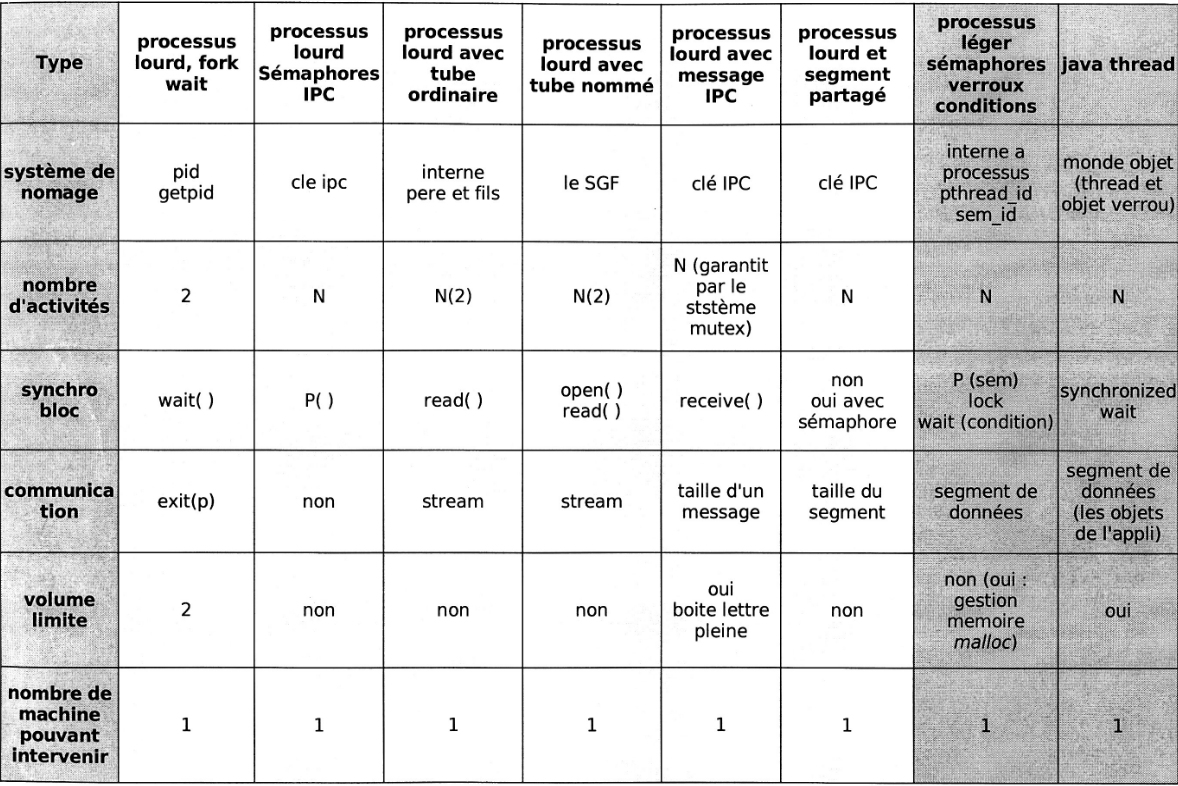 Type
processus
lourd, fork
wait
processus
lourd
Sémaphores
IPC
processus
lourd avec
tube
ordinaire
processus
lourd avec
tube nommé
processus
lourd avec
message
IPC
processus
lourd et
segment
partagé
processus
léger
sémaphores
verroux
conditions
java thread
système de
nomage
pid
getpid
cle ipc
interne
pere et fils
le SGF
clé IPC
clé IPC
interne a
processus
pthread_id
sem_id
monde objet
(thread et
objet verrou)
nombre
d'activités
2
N
N(2)
N(2)
N (garantit
par le
ststème
mutex)
N
N
N
synchro
bloc
wait( )
P( )
read( )
open( )
read( )
receive( )
non
oui avec
sémaphore
P (sem)
lock
wait (condition)
synchronized
wait
communica
tion
exit(p)
non
stream
stream
taille d'un
message
taille du
segment
segment de
données
segment de
données
(les objets
de l'appli)
volume
limite
2
non
non
non
oui
boite lettre
pleine
non
non (oui :
gestion
memoire
malloc)
oui
nombre de
machine
pouvant
intervenir
1
1
1
1
1
1
1
1